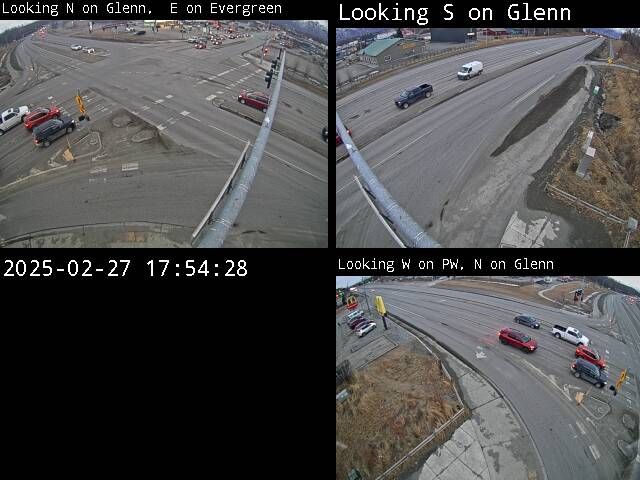 Looking N on Glenn,  E on Evergreen
Looking S on Glenn
2025-02-27 17:54:28
Looking W on PW, N on Glenn